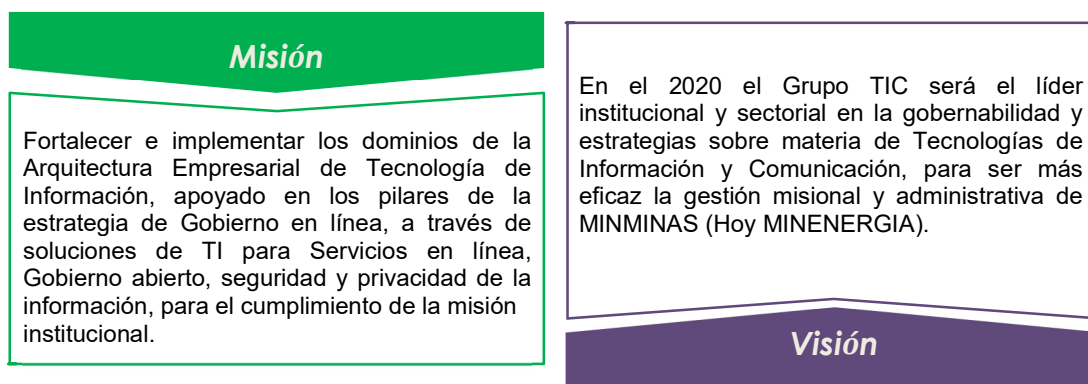 Misión
Fortalecer e implementar los dominios de la
Arquitectura Empresarial de Tecnología de
Información, apoyado en los pilares de la
estrategia de Gobierno en línea, a través de
soluciones de TI para Servicios en línea,
Gobierno abierto, seguridad y privacidad de la
información, para el cumplimiento de la misión
institucional.
En el 2020 el Grupo TIC será el líder
institucional y sectorial en la gobernabilidad y
estrategias sobre materia de Tecnologías de
Información y Comunicación, para ser más
eficaz la gestión misional y administrativa de
MINMINAS (Hoy MINENERGIA).
Visión